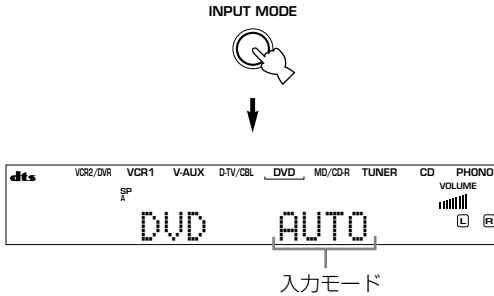 INPUT MODE
dts VCR2/DVR VCR1 V-AUX D-TV/CBL DVD MD/CD-R TUNER CD PHONO
SP VOLUME
A
L R
DVD AUTO
入力モード